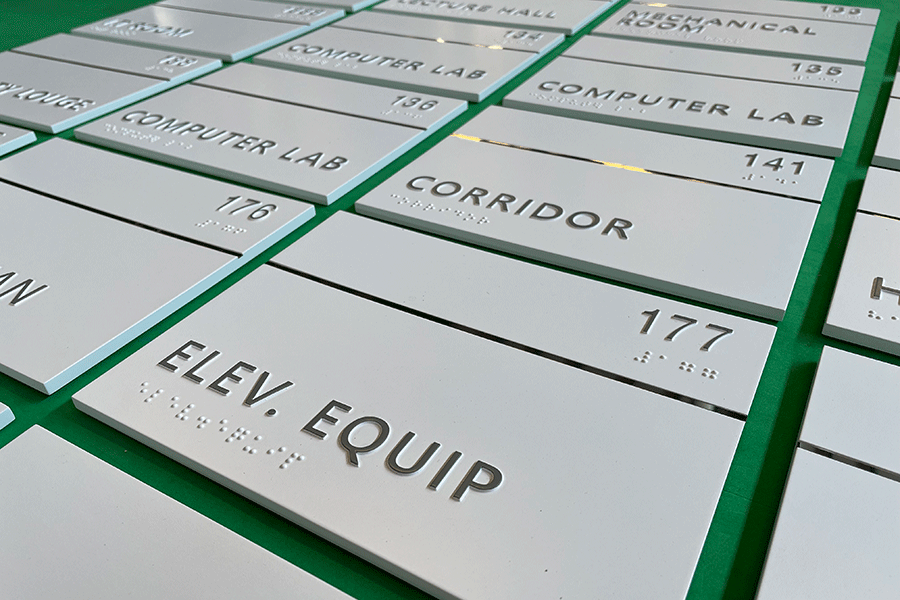 LECTURE HALL
133
MECHANICAL
ROOM
134
COMPUTER LAB
135
COMPUTER LAB
136
COMPUTER LAB
141
CORRIDOR
176
177
ELEV. EQUIP